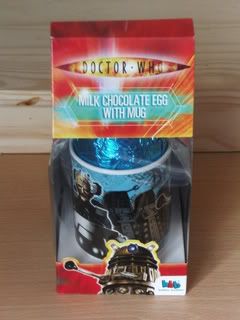 DOCTOR·WHO
MILK CHOCOLATE EGG
WITH MUG